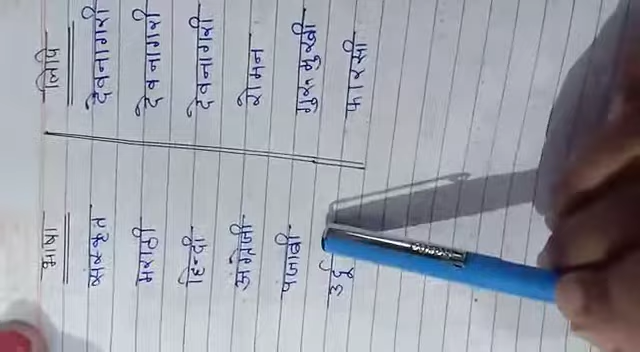 भाषा लिपि
संस्कृत देवनागरी
मराठी देवनागरी
हिन्दी देवनागरी
अंग्रेजी रोमन
पंजाबी गुरूमुखी
उर्दू फारसी